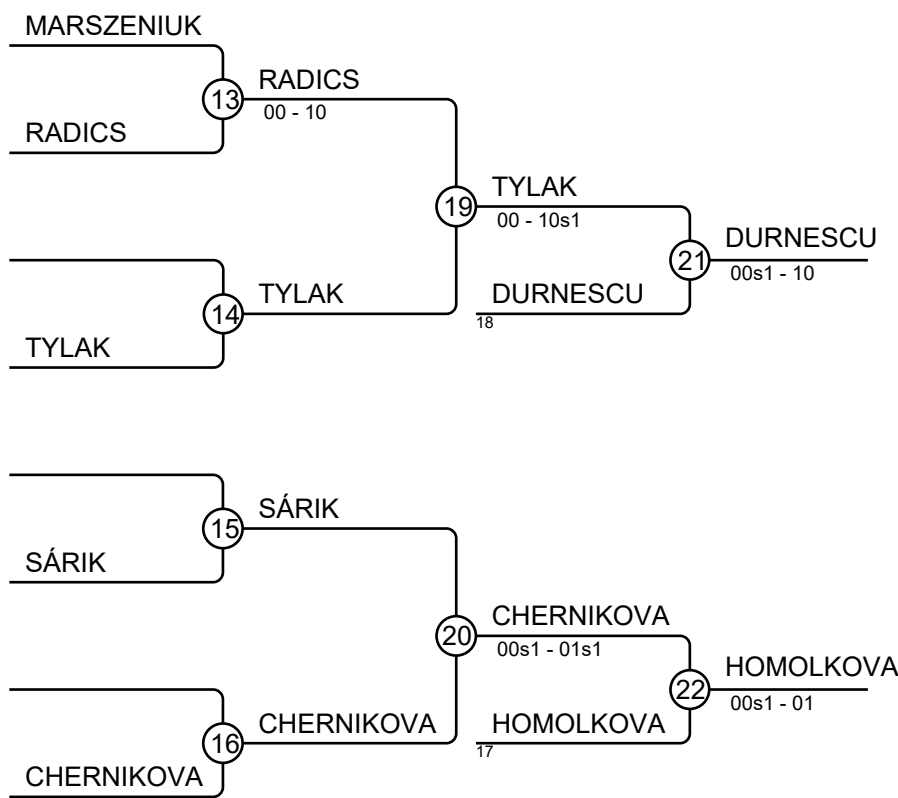 MARSZENIUK
13
RADICS
00 - 10
RADICS
19
TYLAK
00 - 10s1
14
TYLAK
TYLAK
21
DURNESCU
00s1 - 10
DURNESCU
18
15
SÁRIK
SÁRIK
20
CHERNIKOVA
00s1 - 01s1
16
CHERNIKOVA
CHERNIKOVA
22
HOMOLKOVA
00s1 - 01
HOMOLKOVA
17